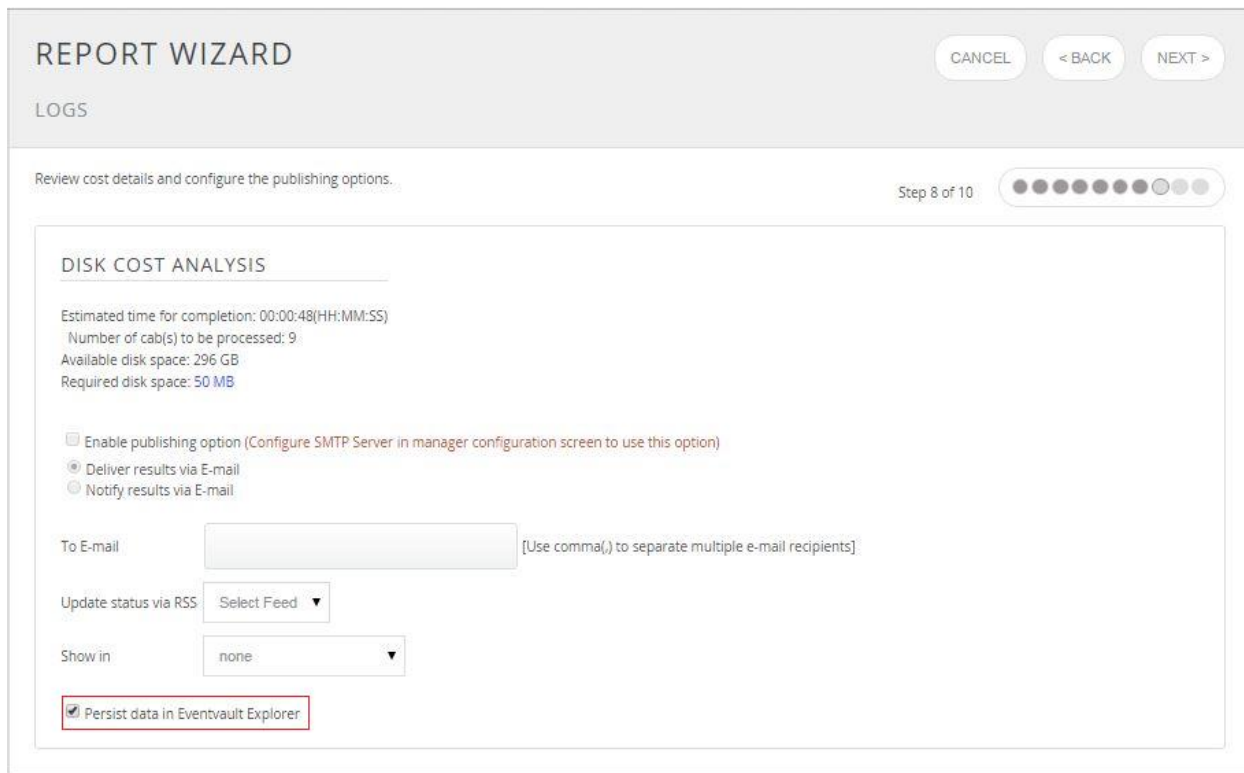 REPORT WIZARD
CANCEL
< BACK
NEXT >
LOGS
Review cost details and configure the publishing options.
Step 8 of 10
DISK COST ANALYSIS
Estimated time for completion: 00:00:48(HH:MM:SS)
Number of cab(s) to be processed: 9
Available disk space: 296 GB
Required disk space: 50 MB
Enable publishing option (Configure SMTP Server in manager configuration screen to use this option)
Deliver results via E-mail
Notify results via E-mail
To E-mail [Use comma(,) to separate multiple e-mail recipients]
Update status via RSS Select Feed
Show in none
Persist data in Eventvault Explorer